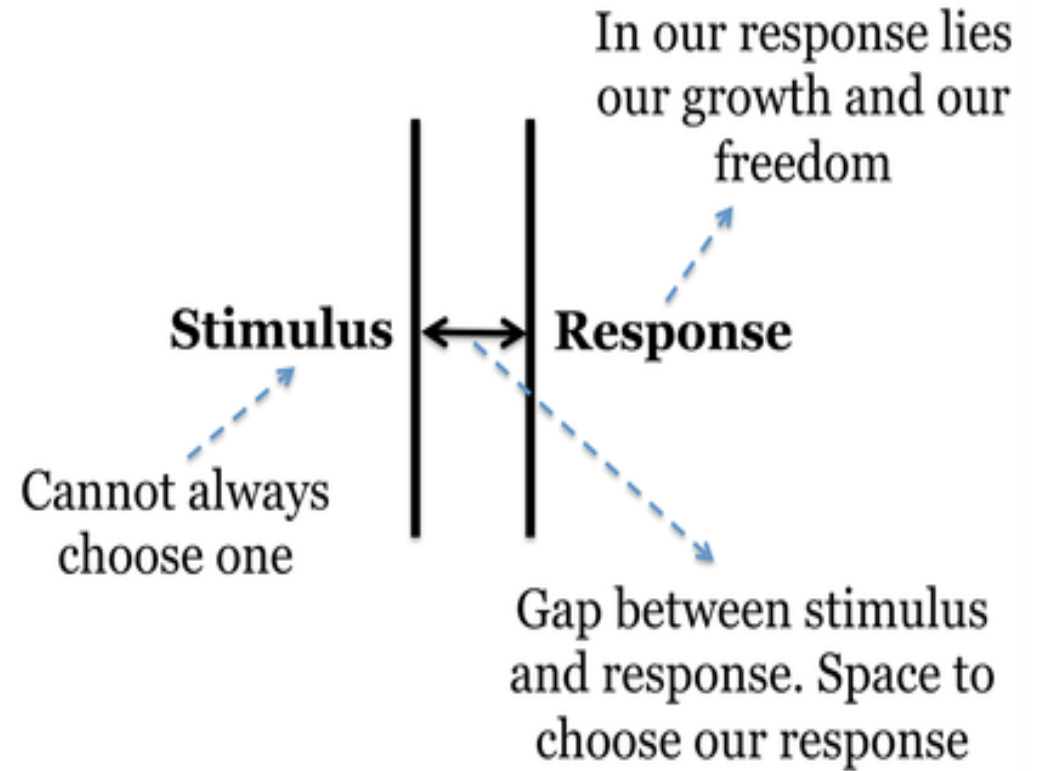 In our response lies
our growth and our
freedom
Stimulus
Response
Cannot always
choose one
Gap between stimulus
and response. Space to
choose our response